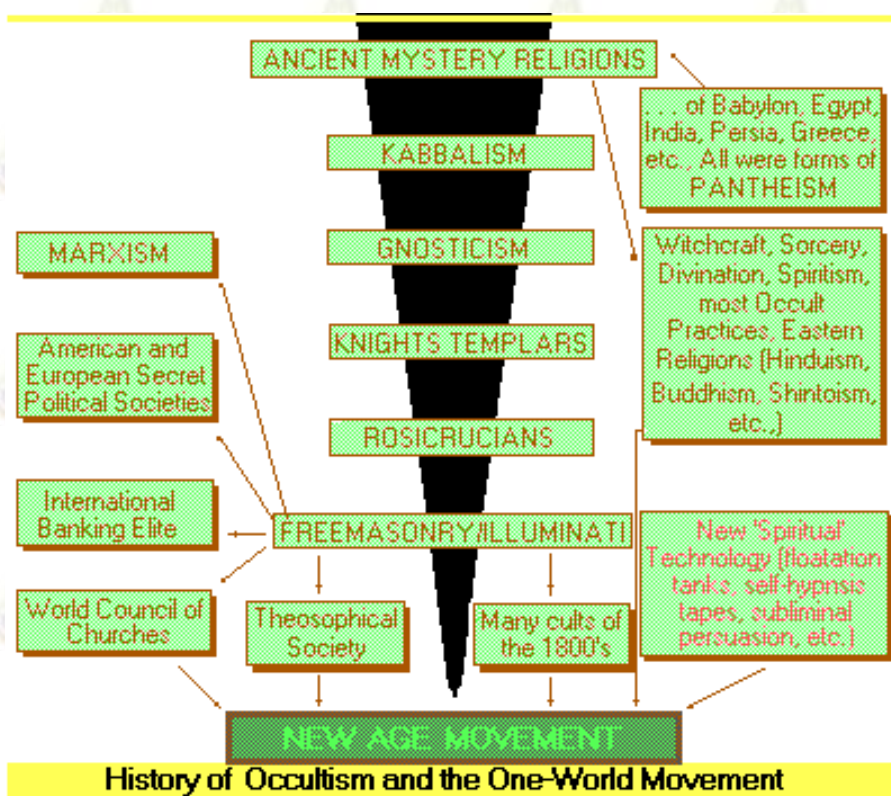 ANCIENT MYSTERY RELIGIONS
. . . of Babylon, Egypt,
India, Persia, Greece,
etc., All were forms of
PANTHEISM
KABBALISM
MARXISM
GNOSTICISM
Witchcraft, Sorcery,
Divination, Spiritism,
most Occult
Practices, Eastern
Religions (Hinduism,
Buddhism, Shintoism,
etc.,)
American and
European Secret
Political Societies
KNIGHTS TEMPLARS
ROSICRUCIANS
International
Banking Elite
FREEMASONRY/ILLUMINATI
New 'Spiritual'
Technology (floatation
tanks, self-hypnsis
tapes, subliminal
persuasion, etc.)
World Council of
Churches
Theosophical
Society
Many cults of
the 1800's
NEW AGE MOVEMENT
History of Occultism and the One-World Movement